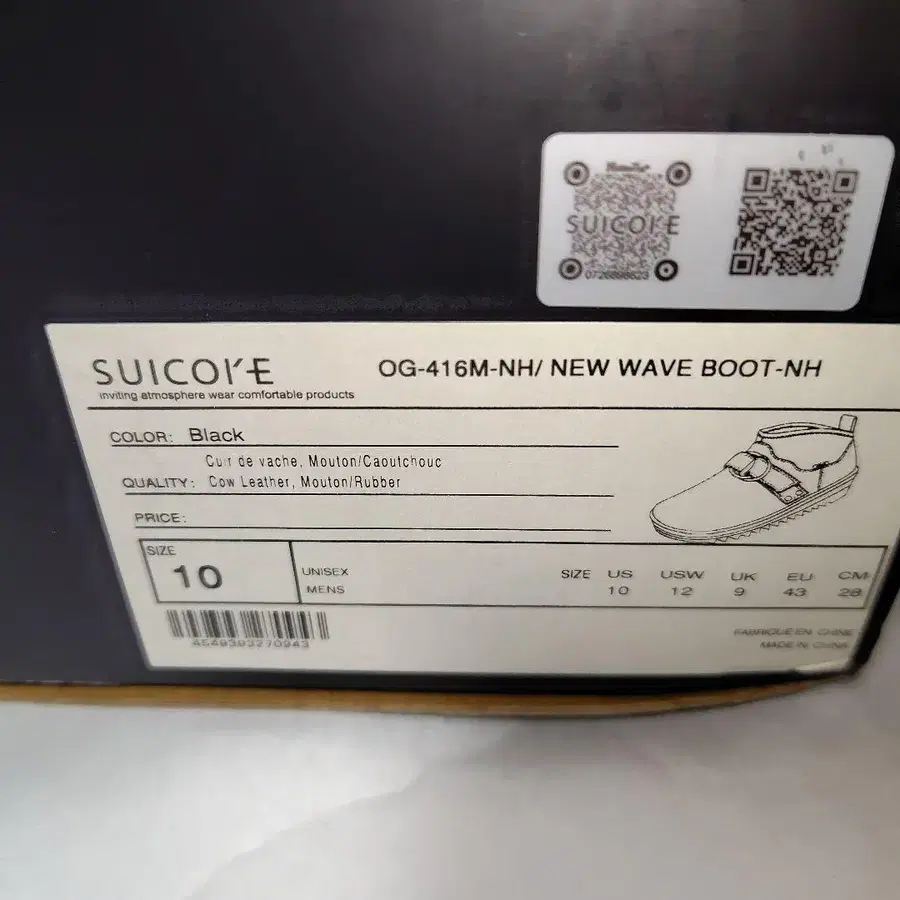 SUICOKE
0726898623
SUICOKE
inviting atmosphere wear comfortable products
OG-416M-NH/ NEW WAVE BOOT-NH
COLOR: Black
Cuir de vache, Mouton/Caoutchouc
QUALITY: Cow Leather, Mouton/Rubber
PRICE:
SIZE
10
UNISEX
MENS
SIZE US USW UK EU CM
10 12 9 43 28
4549393270943
FABRIQUE EN CHINE
MADE IN CHINA